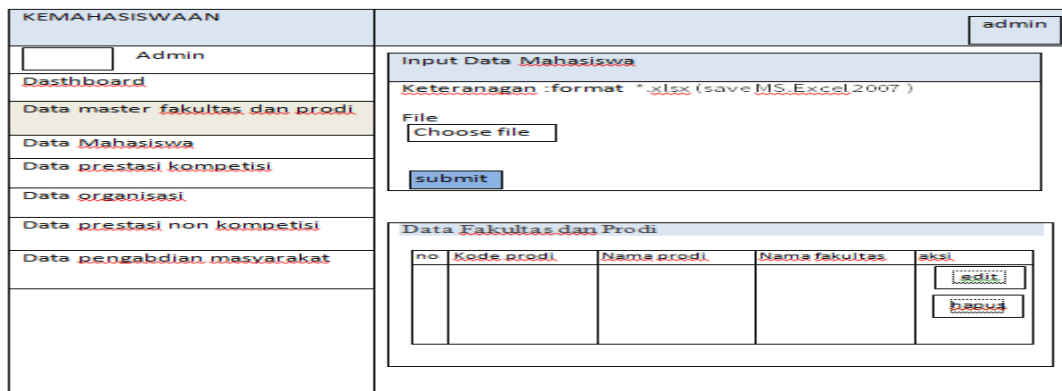 KEMAHASISWAAN
admin
Admin
Dasthboard
Data master fakultas dan prodi
Data Mahasiswa
Data prestasi kompetisi
Data organisasi
Data prestasi non kompetisi
Data pengabdian masyarakat
Input Data Mahasiswa
Keteranagan :format *.xlsx (save MS.Excel 2007 )
File
Choose file
submit
Data Fakultas dan Prodi
no Kode prodi Nama prodi Nama fakultas aksi
edit
hapus